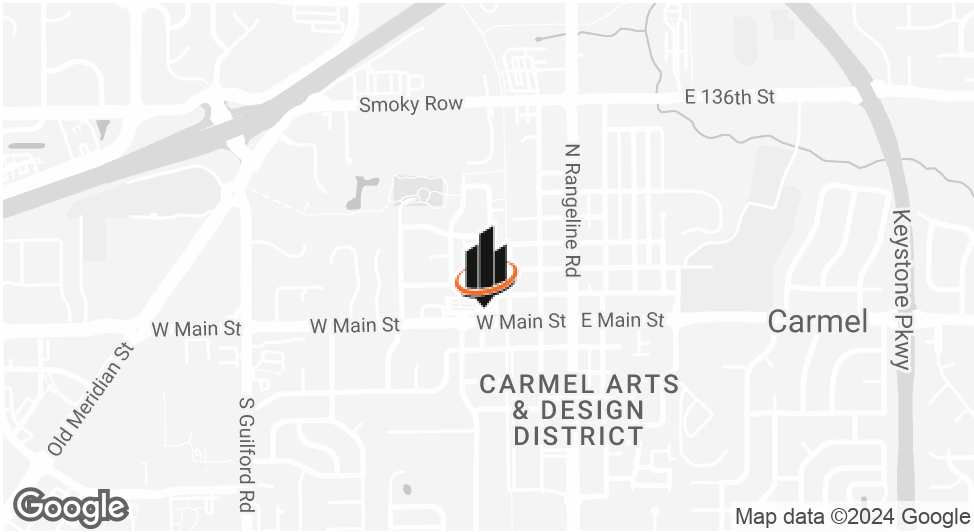 Smoky Row
E 136th St
N Rangeline Rd
Keystone Pkwy
W Main St
W Main St
W Main St
E Main St
Carmel
Old Meridian St
S Guilford Rd
CARMEL ARTS
& DESIGN
DISTRICT
Google
Map data ©2024 Google